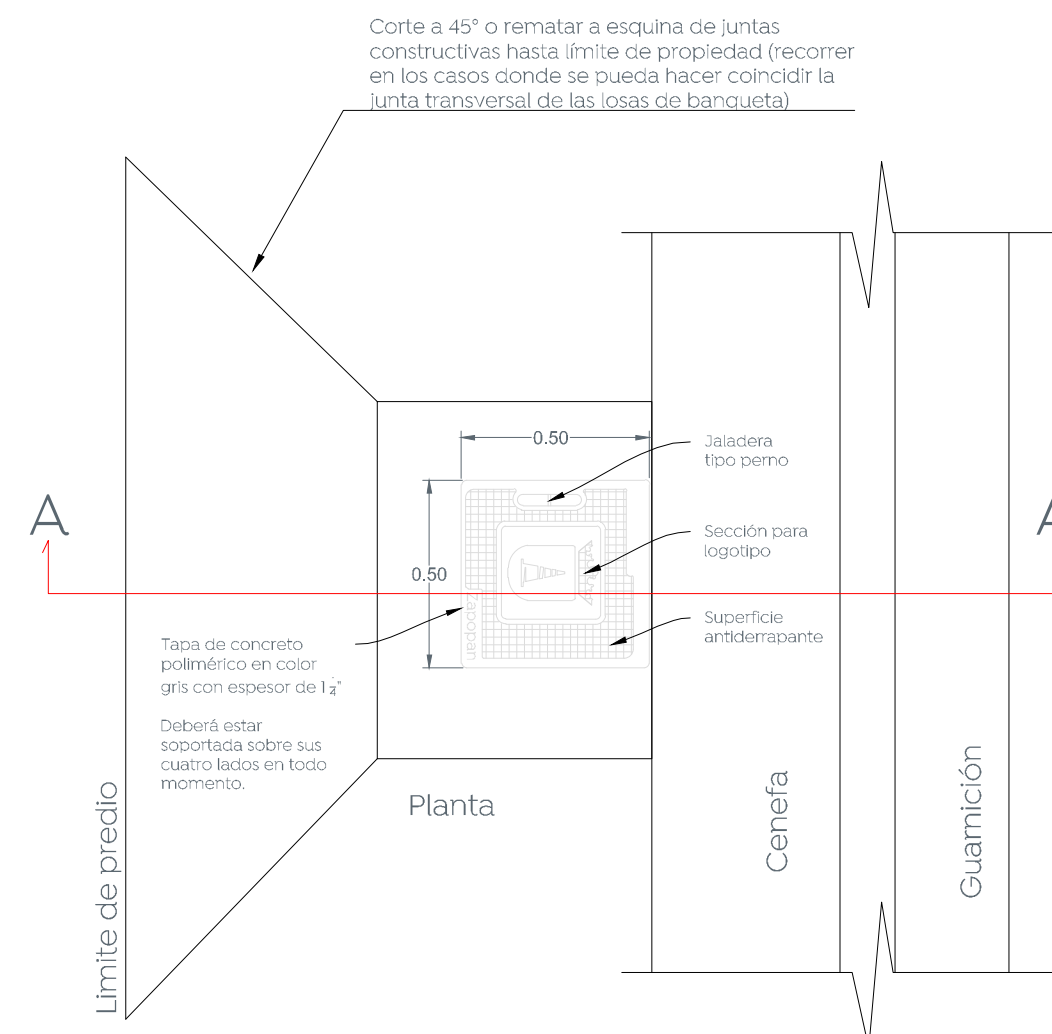 Corte a 45° o rematar a esquina de juntas
constructivas hasta límite de propiedad (recorrer
en los casos donde se pueda hacer coincidir la
junta transversal de las losas de banqueta)
0.50
Jaladera
tipo perno
A
A
Sección para
logotipo
0.50
Zapopan
Superficie
antiderrapante
Tapa de concreto
polimérico en color
gris con espesor de 1 1/4"
Deberá estar
soportada sobre sus
cuatro lados en todo
momento.
Planta
Limite de predio
Cenefa
Guarnición